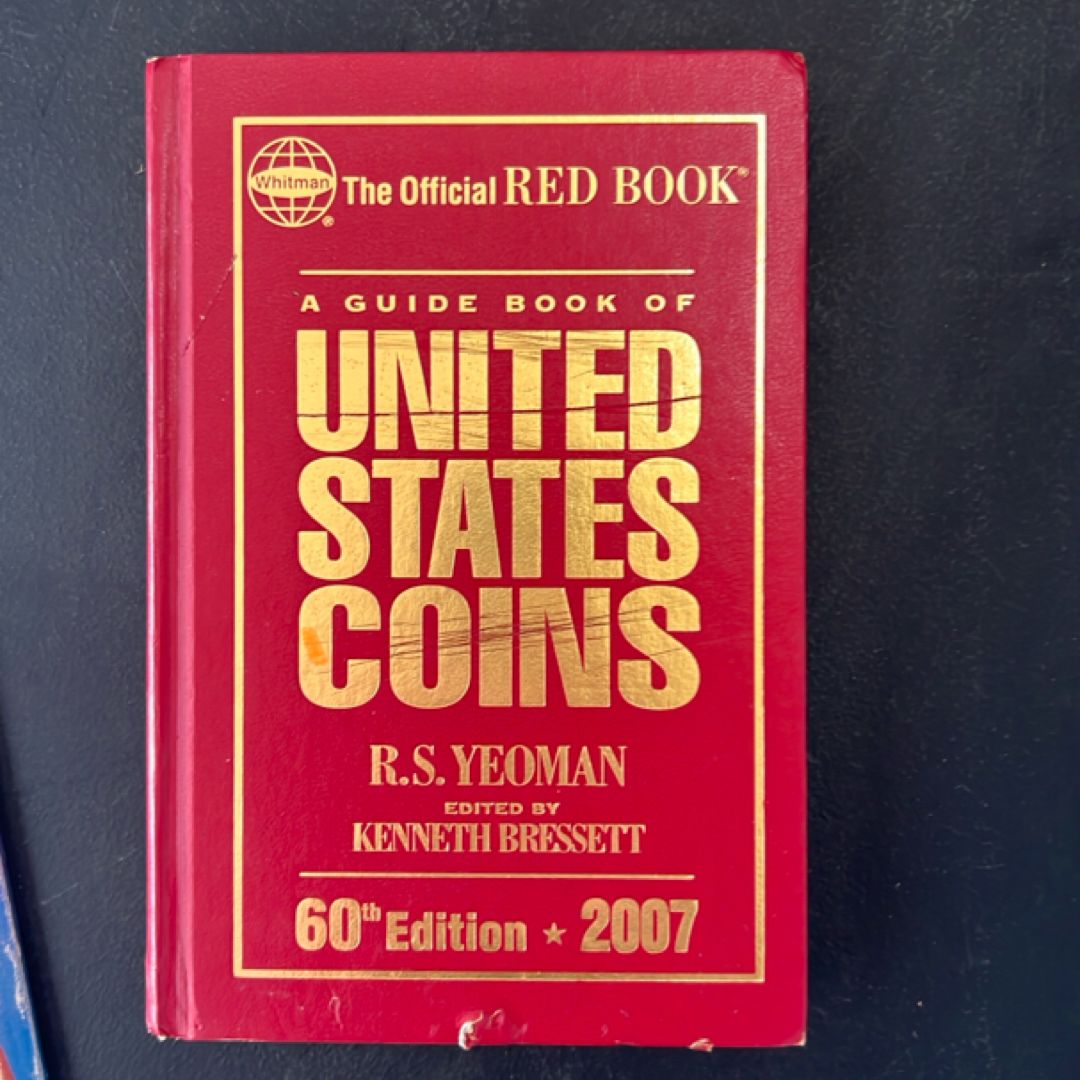 Whitman® The Official RED BOOK®
A GUIDE BOOK OF
UNITED
STATES
COINS
R.S. YEOMAN
EDITED BY
KENNETH BRESSETT
60th Edition ★ 2007